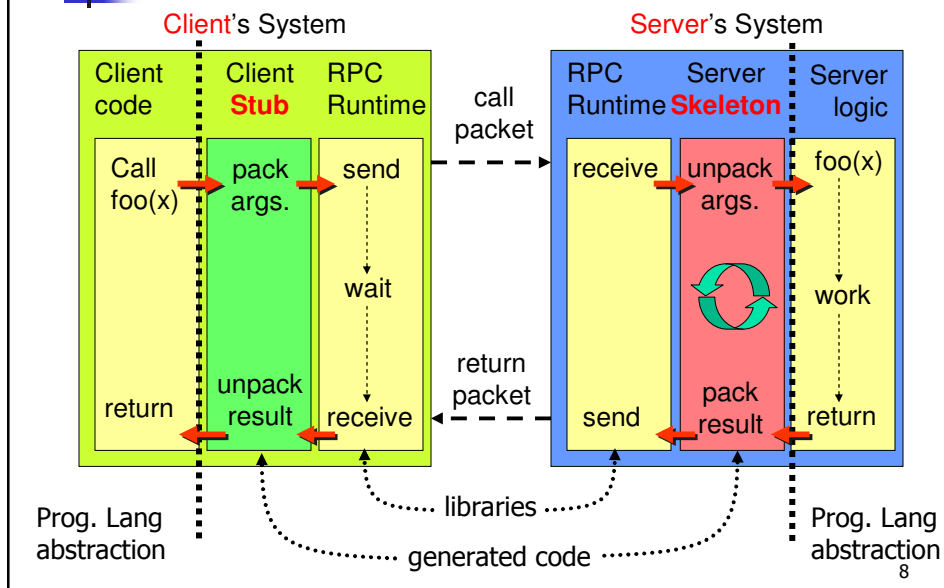 Client's System
Server's System
Client code
Client Stub
RPC Runtime
call packet
RPC Runtime
Server Skeleton
Server logic
Call foo(x)
pack args.
send
receive
unpack args.
foo(x)
wait
work
return
unpack result
receive
return packet
send
pack result
return
libraries
generated code
Prog. Lang abstraction
Prog. Lang abstraction
8